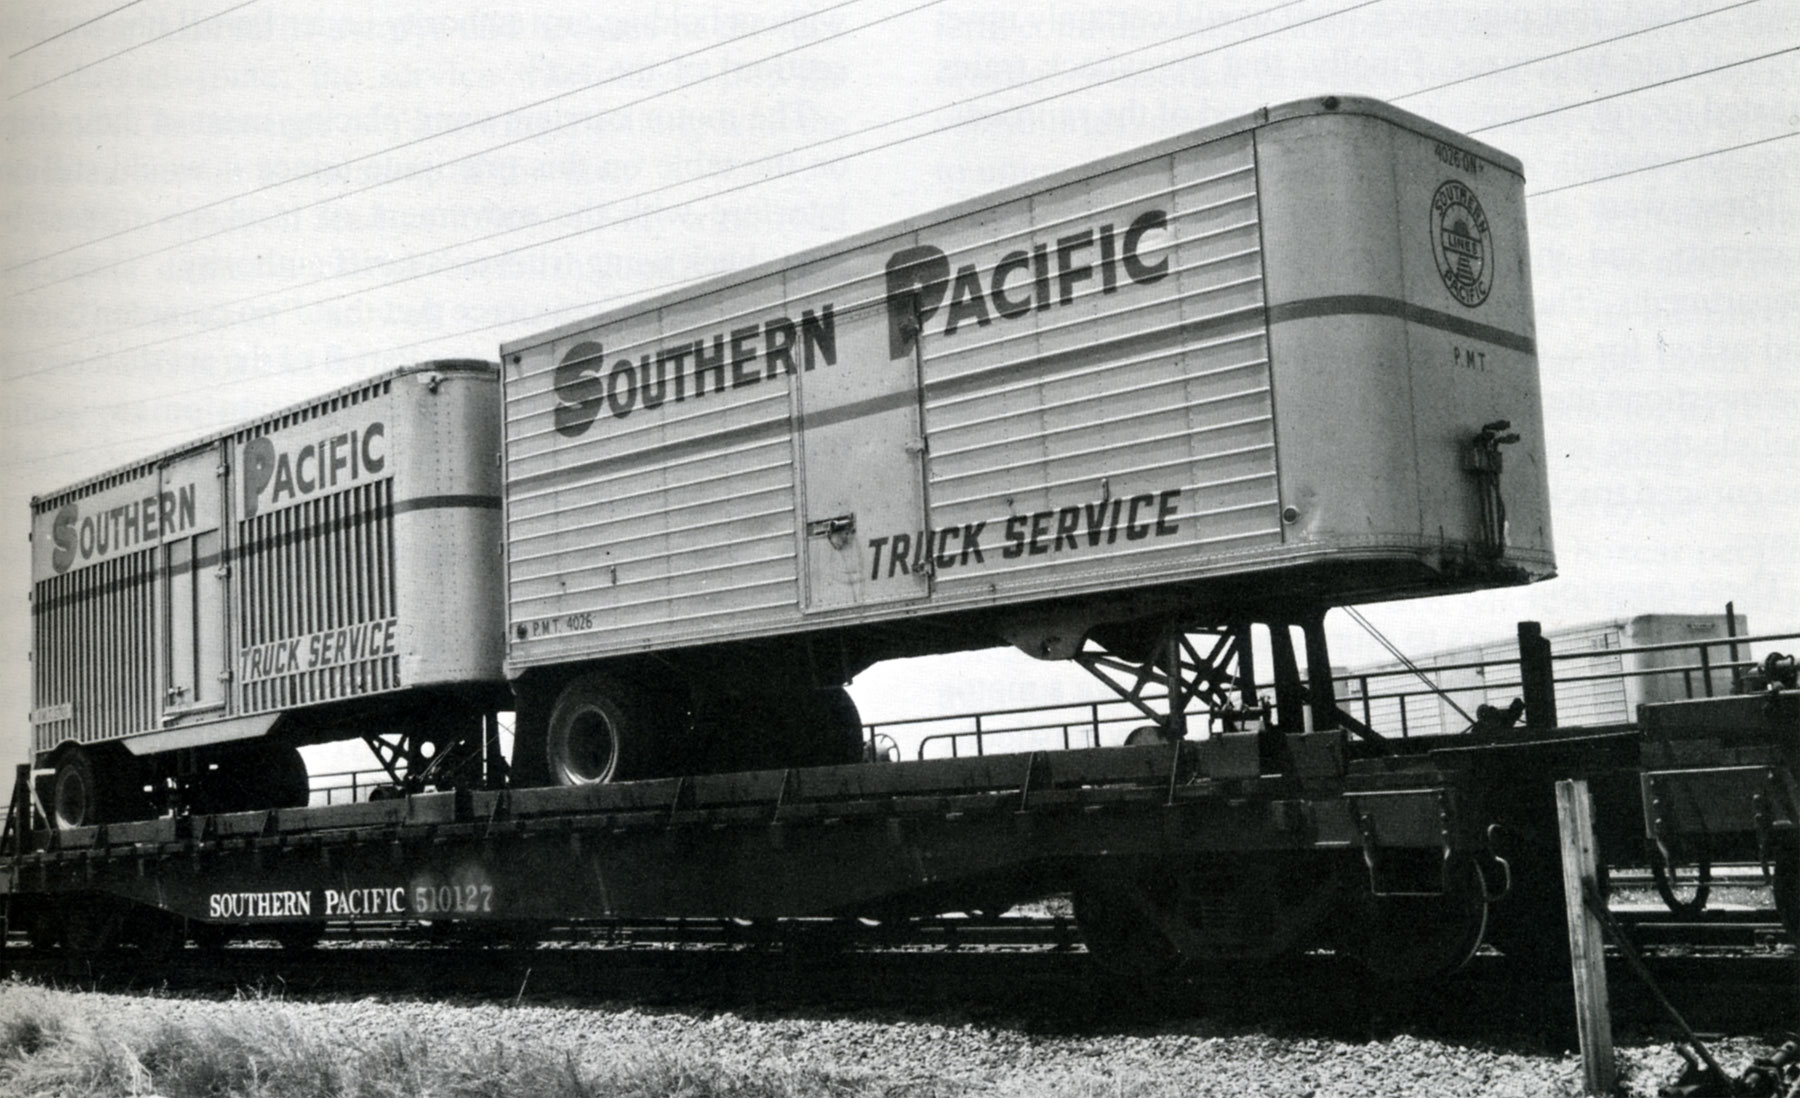 SOUTHERN PACIFIC
TRUCK SERVICE
SOUTHERN PACIFIC
TRUCK SERVICE
P.M.T. 4026
4026-ON-
SOUTHERN
LINES
PACIFIC
P.M.T.
SOUTHERN PACIFIC 510127